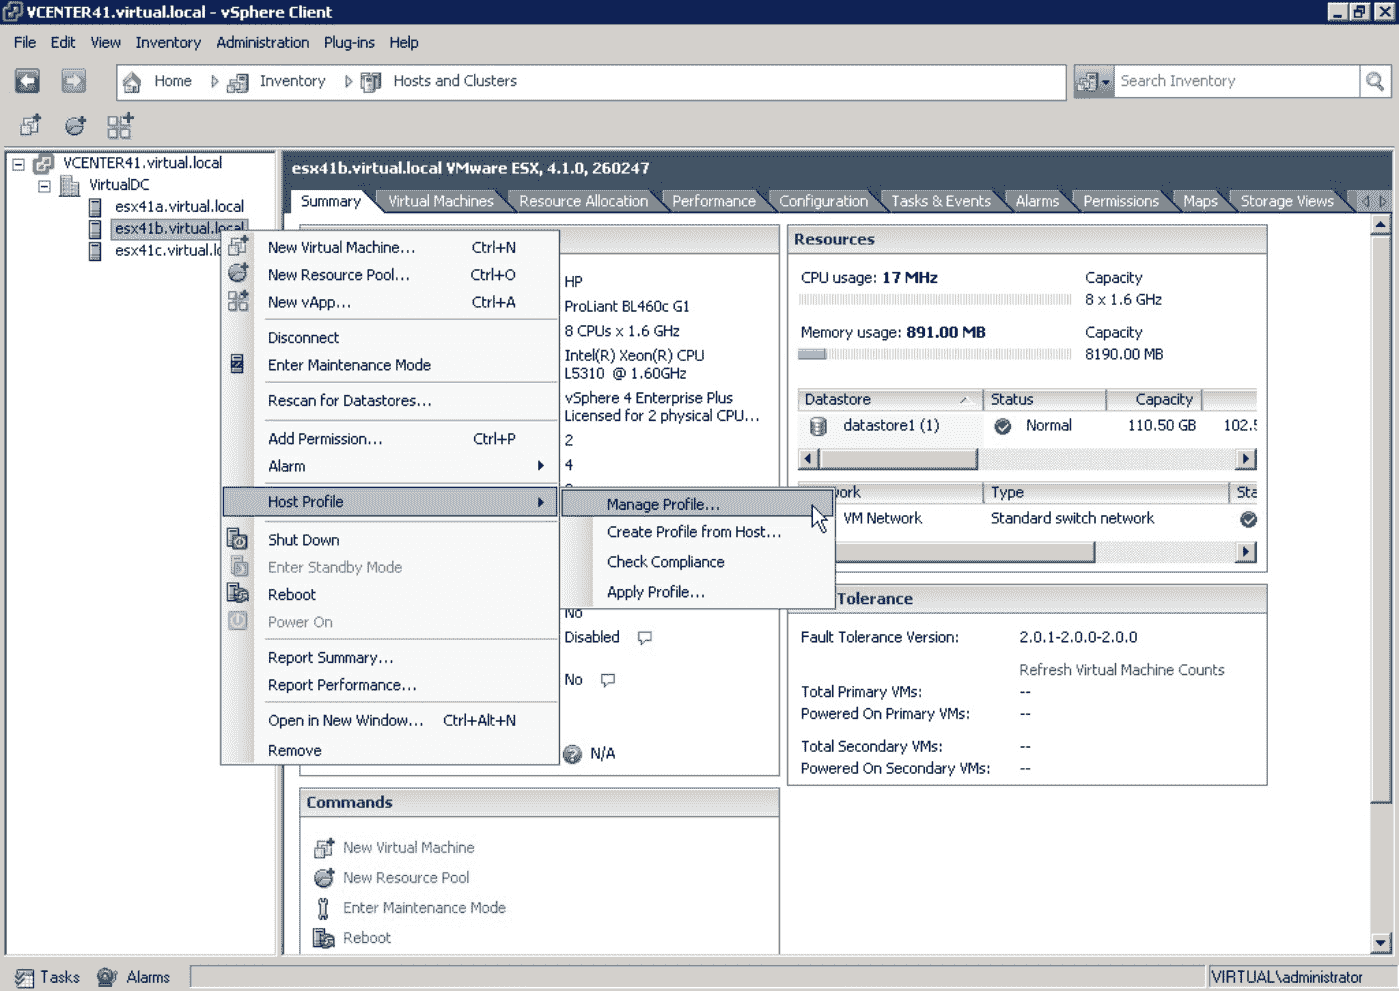 VCENTER41.virtual.local - vSphere Client
File Edit View Inventory Administration Plug-ins Help
Home Inventory Hosts and Clusters
Search Inventory
VCENTER41.virtual.local
VirtualDC
esx41a.virtual.local
esx41b.virtual.local
esx41c.virtual.lo
esx41b.virtual.local VMware ESX, 4.1.0, 260247
Summary Virtual Machines Resource Allocation Performance Configuration Tasks & Events Alarms Permissions Maps Storage Views
New Virtual Machine... Ctrl+N
New Resource Pool... Ctrl+O
New vApp... Ctrl+A
Disconnect
Enter Maintenance Mode
Rescan for Datastores...
Add Permission... Ctrl+P
Alarm
Host Profile
Shut Down
Enter Standby Mode
Reboot
Power On
Report Summary...
Report Performance...
Open in New Window... Ctrl+Alt+N
Remove
Manage Profile...
Create Profile from Host...
Check Compliance
Apply Profile...
HP
ProLiant BL460c G1
8 CPUs x 1.6 GHz
Intel(R) Xeon(R) CPU
L5310 @ 1.60GHz
vSphere 4 Enterprise Plus
Licensed for 2 physical CPU...
2
4
No
Disabled
No
N/A
Resources
CPU usage: 17 MHz Capacity
8 x 1.6 GHz
Memory usage: 891.00 MB Capacity
8190.00 MB
Datastore Status Capacity
datastore1 (1) Normal 110.50 GB 102.5
work Type Sta
VM Network Standard switch network
Tolerance
Fault Tolerance Version: 2.0.1-2.0.0-2.0.0
Refresh Virtual Machine Counts
Total Primary VMs: --
Powered On Primary VMs: --
Total Secondary VMs: --
Powered On Secondary VMs: --
Commands
New Virtual Machine
New Resource Pool
Enter Maintenance Mode
Reboot
Tasks Alarms VIRTUAL\administrator